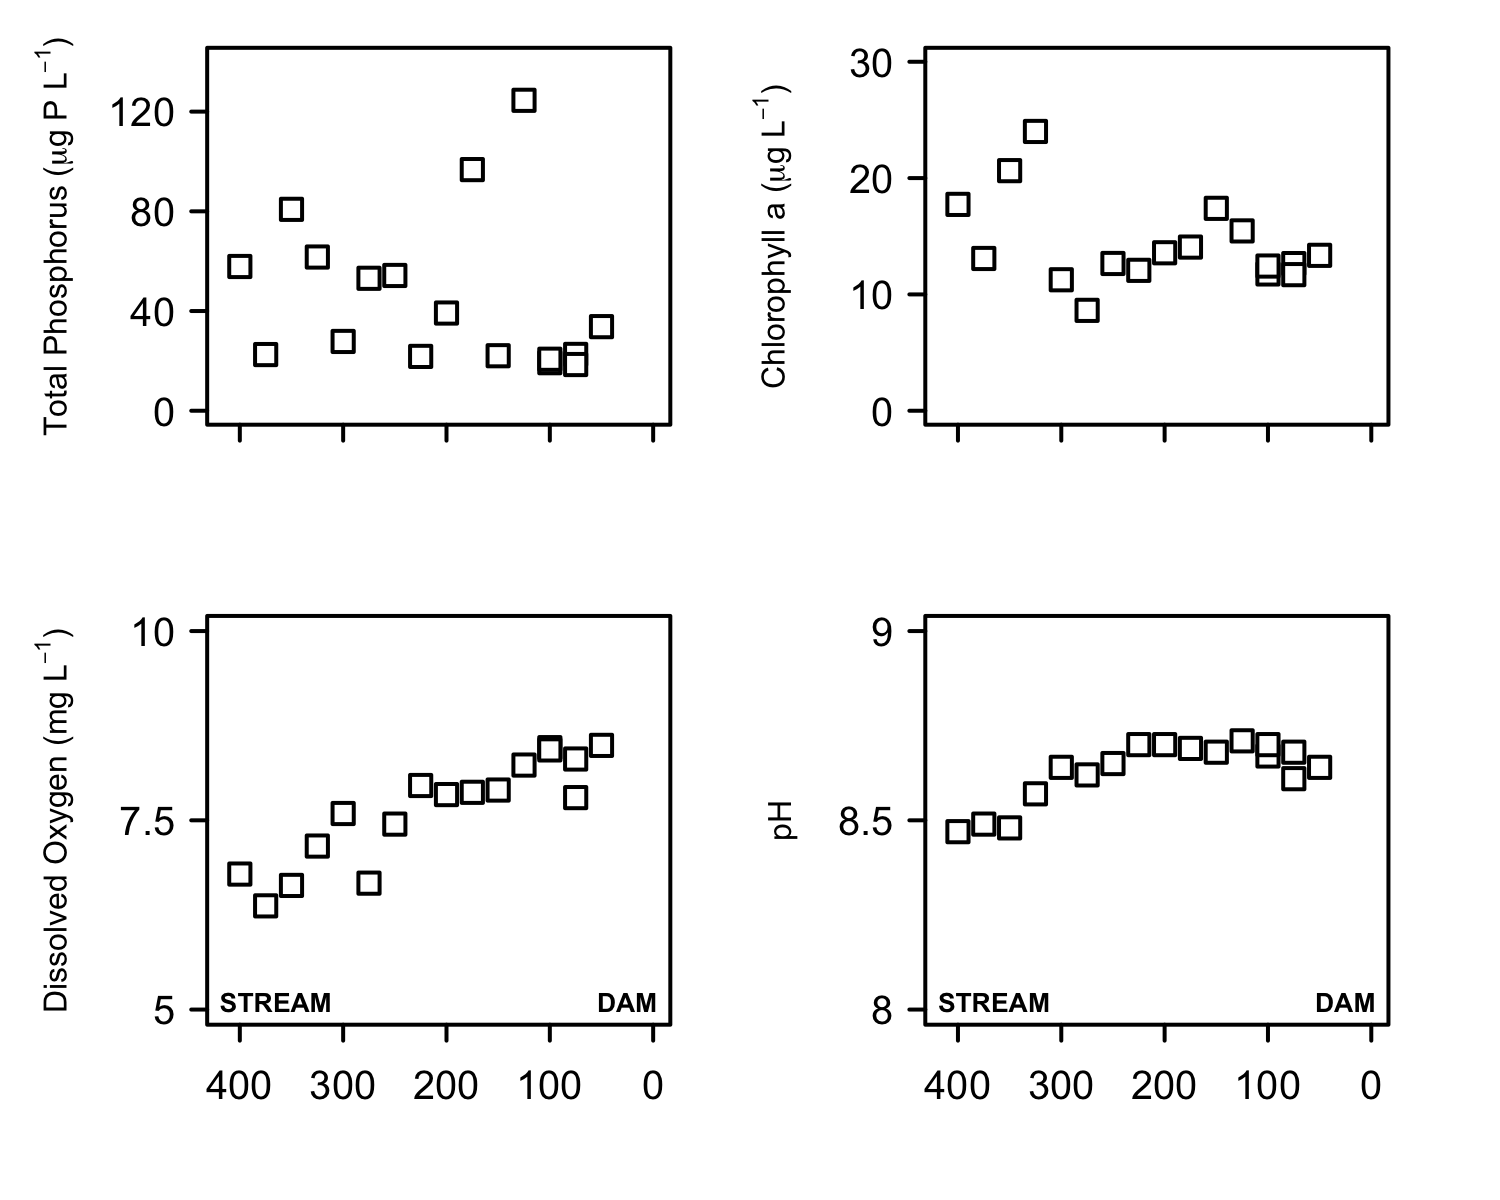 Total Phosphorus (µg P L⁻¹)
120
80
40
0
Chlorophyll a (µg L⁻¹)
30
20
10
0
Dissolved Oxygen (mg L⁻¹)
10
7.5
5
STREAM DAM
400 300 200 100 0
pH
9
8.5
8
STREAM DAM
400 300 200 100 0